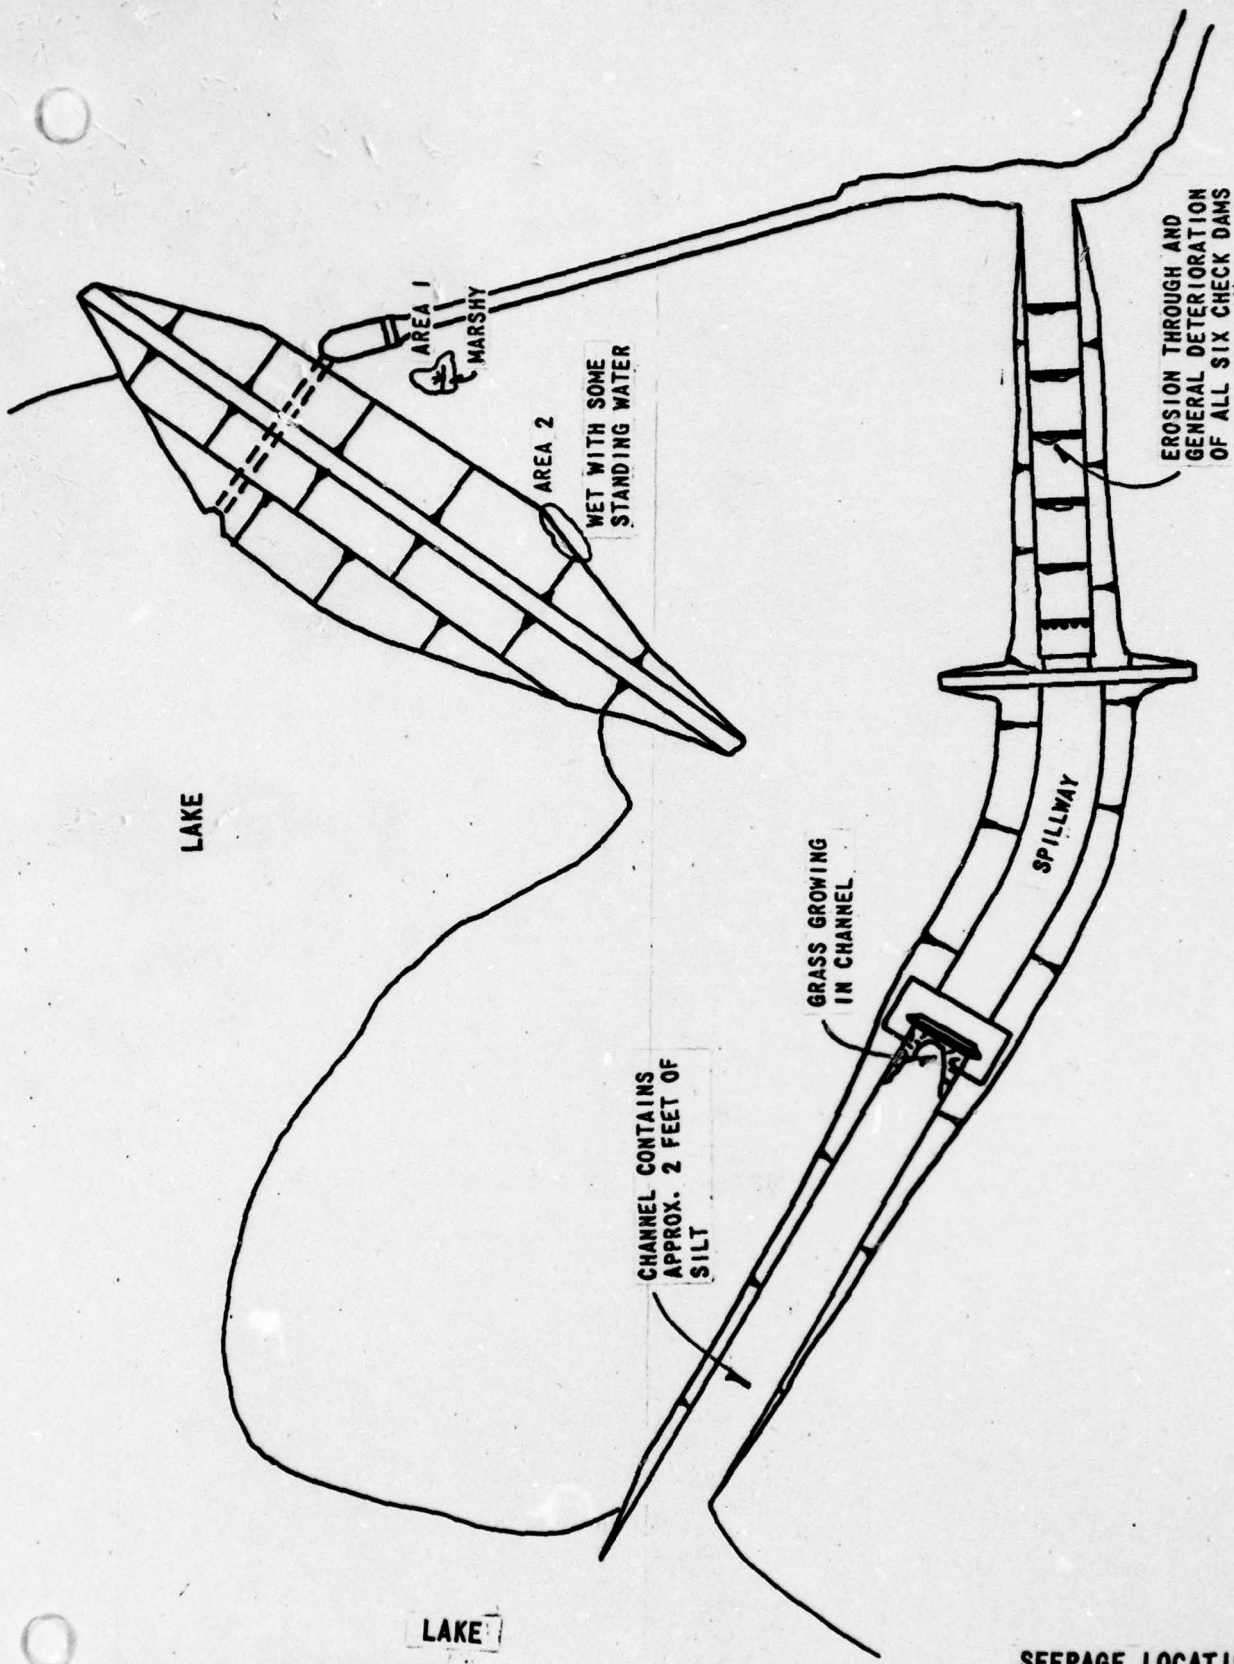 LAKE
AREA 1
MARSHY
AREA 2
WET WITH SOME
STANDING WATER
EROSION THROUGH AND
GENERAL DETERIORATION
OF ALL SIX CHECK DAMS
SPILLWAY
GRASS GROWING
IN CHANNEL
CHANNEL CONTAINS
APPROX. 2 FEET OF
SILT
LAKE